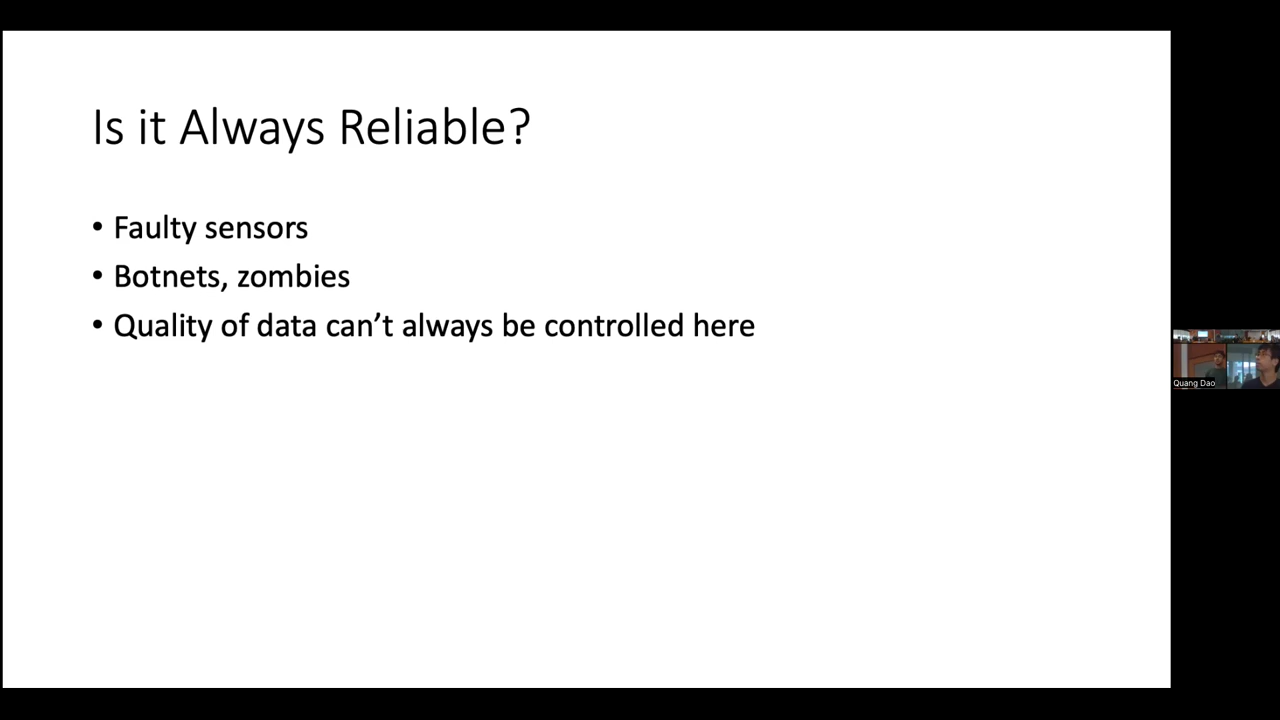 Is it Always Reliable?
• Faulty sensors
• Botnets, zombies
• Quality of data can’t always be controlled here
Quang Dao